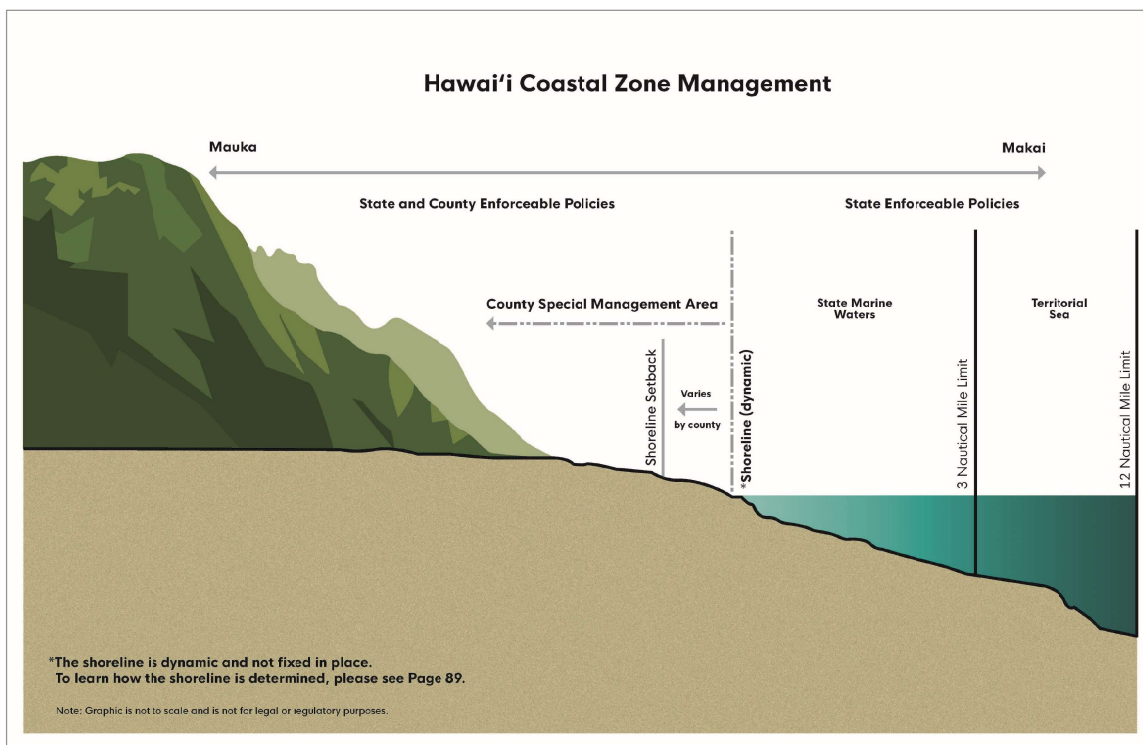 Hawai‘i Coastal Zone Management
Mauka
Makai
State and County Enforceable Policies
State Enforceable Policies
County Special Management Area
State Marine
Waters
Territorial
Sea
Shoreline Setback
Varies
by county
*Shoreline (dynamic)
3 Nautical Mile Limit
12 Nautical Mile Limit
*The shoreline is dynamic and not fixed in place.
To learn how the shoreline is determined, please see Page 89.
Note: Graphic is not to scale and is not for legal or regulatory purposes.